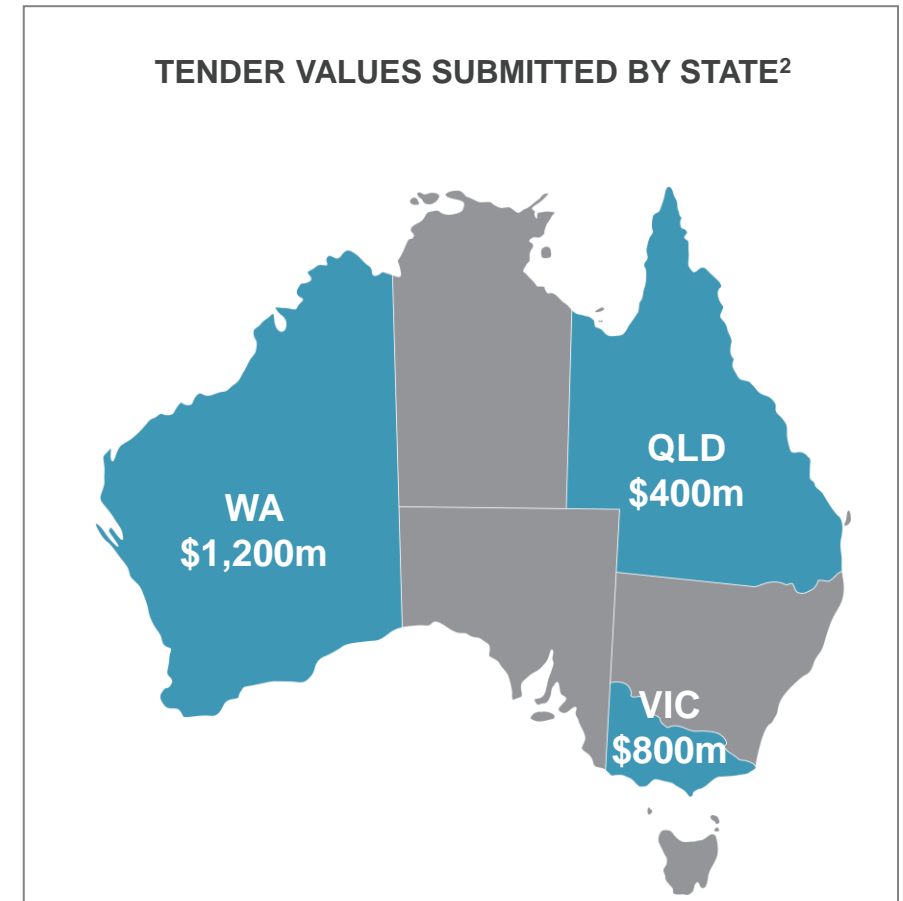 TENDER VALUES SUBMITTED BY STATE²
QLD
$400m
WA
$1,200m
VIC
$800m